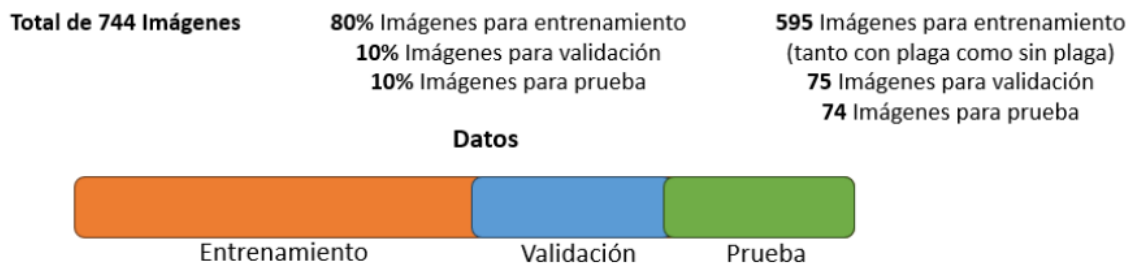 Total de 744 Imágenes
80% Imágenes para entrenamiento
10% Imágenes para validación
10% Imágenes para prueba
595 Imágenes para entrenamiento
(tanto con plaga como sin plaga)
75 Imágenes para validación
74 Imágenes para prueba
Datos
Entrenamiento
Validación
Prueba